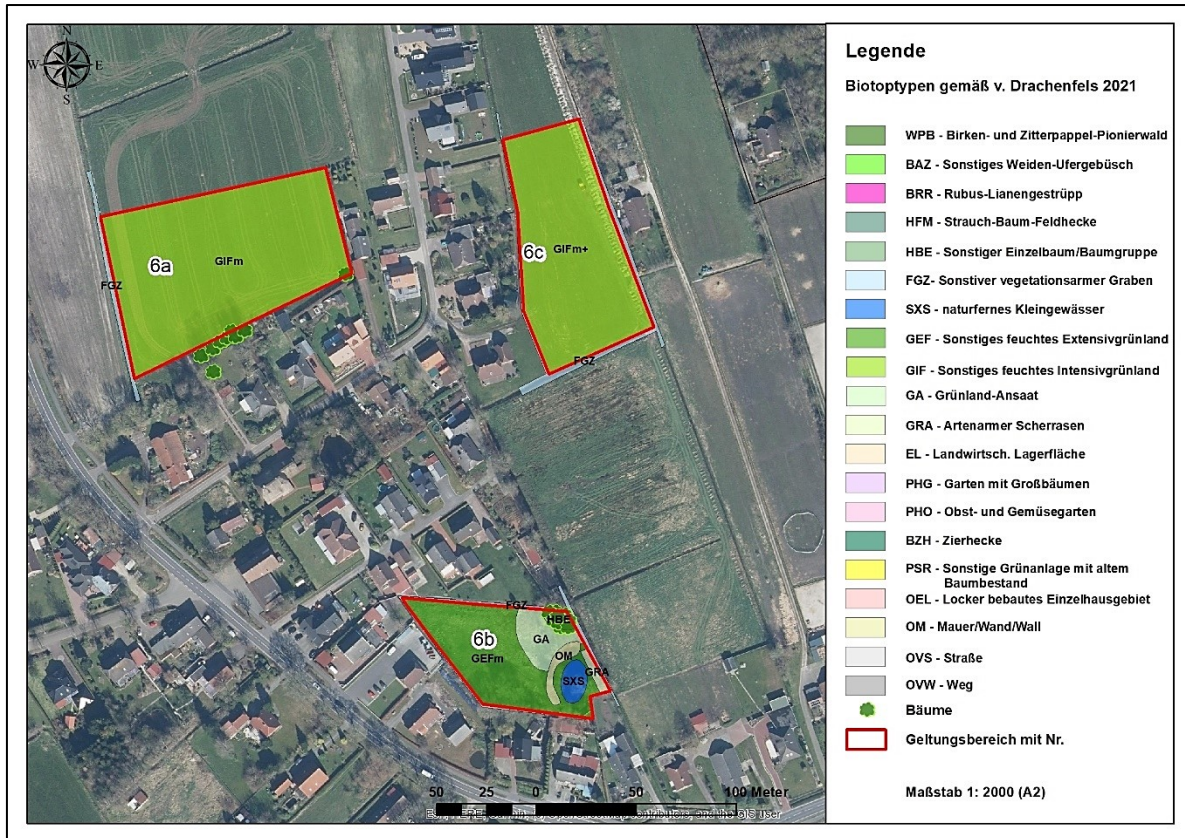 N
W E
S
6a
GIFm
FGZ
6c
GIFm+
FGZ
6b
GEFm
FGZ
HBE
GA
OM
GRA
SXS
50 25 0 50 100 Meter
Legende
Biotoptypen gemäß v. Drachenfels 2021
WPB - Birken- und Zitterpappel-Pionierwald
BAZ - Sonstiges Weiden-Ufergebüsch
BRR - Rubus-Lianengestrüpp
HFM - Strauch-Baum-Feldhecke
HBE - Sonstiger Einzelbaum/Baumgruppe
FGZ- Sonstiver vegetationsarmer Graben
SXS - naturfernes Kleingewässer
GEF - Sonstiges feuchtes Extensivgrünland
GIF - Sonstiges feuchtes Intensivgrünland
GA - Grünland-Ansaat
GRA - Artenarmer Scherrasen
EL - Landwirtsch. Lagerfläche
PHG - Garten mit Großbäumen
PHO - Obst- und Gemüsegarten
BZH - Zierhecke
PSR - Sonstige Grünanlage mit altem
Baumbestand
OEL - Locker bebautes Einzelhausgebiet
OM - Mauer/Wand/Wall
OVS - Straße
OVW - Weg
Bäume
Geltungsbereich mit Nr.
Maßstab 1: 2000 (A2)